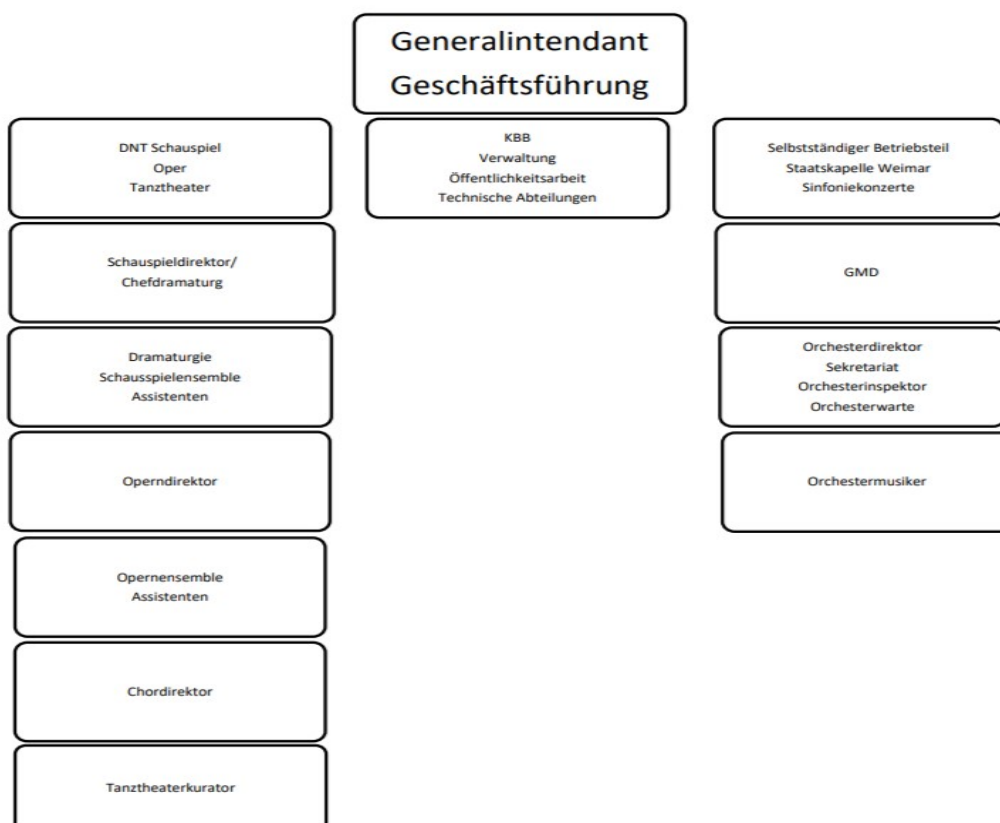 Generalintendant
Geschäftsführung
DNT Schauspiel
Oper
Tanztheater
Schauspieldirektor/
Chefdramaturg
Dramaturgie
Schausspielensemble
Assistenten
Operndirektor
Opernensemble
Assistenten
Chordirektor
Tanztheaterkurator
KBB
Verwaltung
Öffentlichkeitsarbeit
Technische Abteilungen
Selbstständiger Betriebsteil
Staatskapelle Weimar
Sinfoniekonzerte
GMD
Orchesterdirektor
Sekretariat
Orchesterinspektor
Orchesterwarte
Orchestermusiker